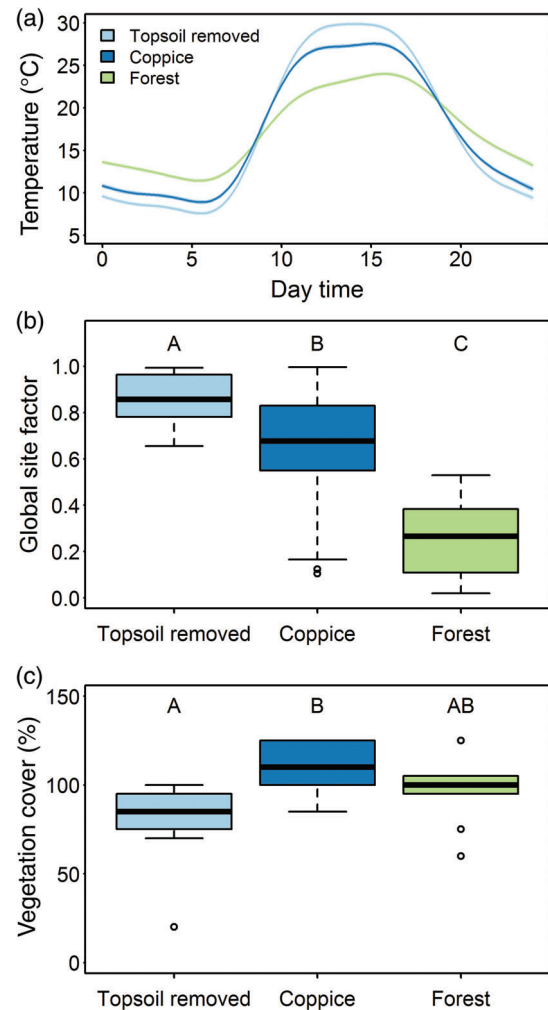 (a)
30
25
20
15
10
5
Temperature (°C)
Topsoil removed
Coppice
Forest
0 5 10 15 20
Day time
(b)
A B C
1.0
0.8
0.6
0.4
0.2
0.0
Global site factor
Topsoil removed Coppice Forest
(c)
A B AB
150
100
50
0
Vegetation cover (%)
Topsoil removed Coppice Forest